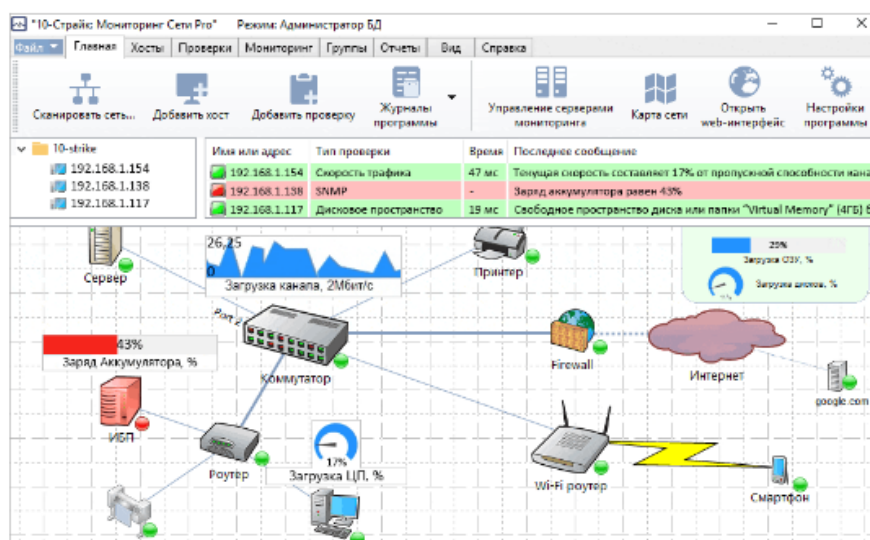 "10-Страйк: Мониторинг Сети Pro" Режим: Администратор БД
Файл Главная Хосты Проверки Мониторинг Группы Отчеты Вид Справка
Сканировать сеть... Добавить хост Добавить проверку Журналы программы Управление серверами мониторинга Карта сети Открыть web-интерфейс Настройки программы
10-strike
192.168.1.154
192.168.1.138
192.168.1.117
Имя или адрес Тип проверки Время Последнее сообщение
192.168.1.154 Скорость трафика 47 мс Текущая скорость составляет 17% от пропускной способности кана
192.168.1.138 SNMP - Заряд аккумулятора равен 43%
192.168.1.117 Дисковое пространство 19 мс Свободное пространство диска или папки "Virtual Memory" (4ГБ) б
Сервер
26,25
0
Загрузка канала, 2Мбит/с
Принтер
29%
Загрузка ОЗУ, %
Загрузка дисков, %
Port 2
43%
Заряд Аккумулятора, %
Коммутатор
Firewall
Интернет
google.com
ИБП
Роутер
17%
Загрузка ЦП, %
Wi-Fi роутер
Смартфон